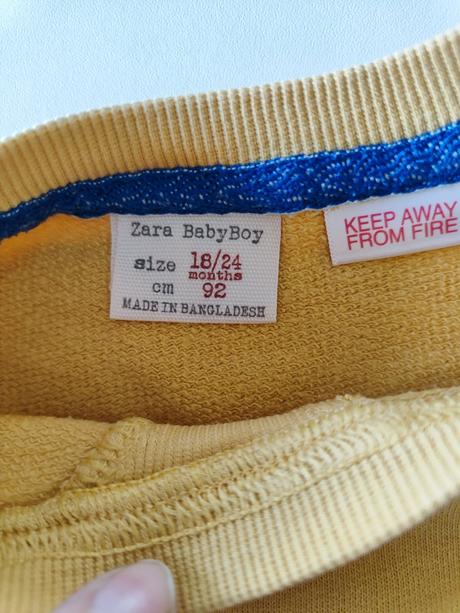 Zara BabyBoy
size 18/24
months
cm 92
MADE IN BANGLADESH
KEEP AWAY
FROM FIRE